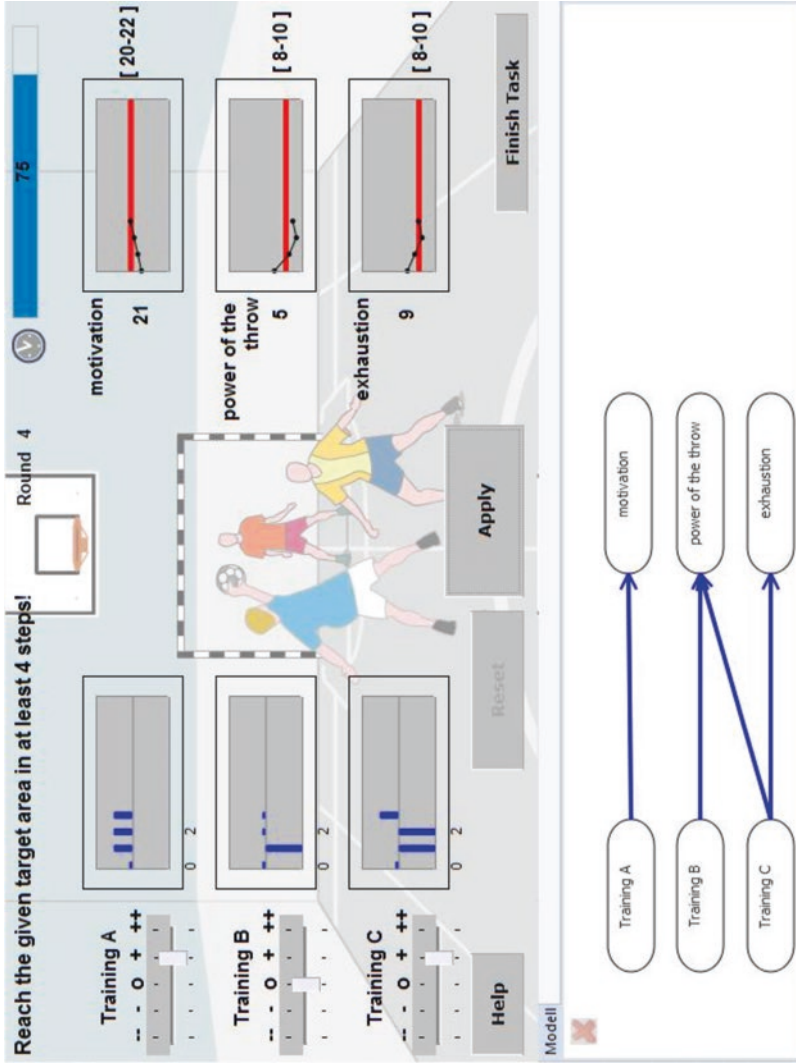 Reach the given target area in at least 4 steps!
Round 4
75
Training A
-- - o + ++
0 2
motivation
21
[ 20-22 ]
Training B
-- - o + ++
0 2
power of the
throw
5
[ 8-10 ]
Training C
-- - o + ++
0 2
exhaustion
9
[ 8-10 ]
Help
Reset
Apply
Finish Task
Modell
Training A
motivation
Training B
power of the throw
Training C
exhaustion